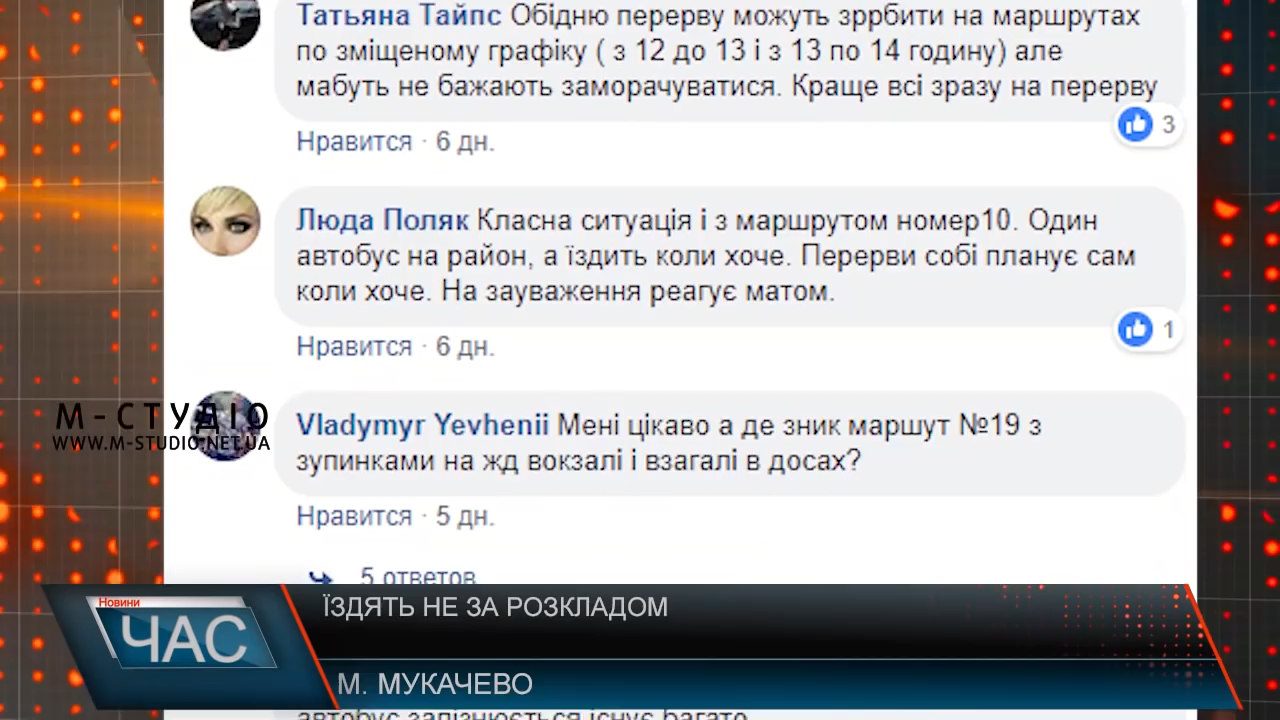 Татьяна Тайпс Обідню перерву можуть зррбити на маршрутах
по зміщеному графіку ( з 12 до 13 і з 13 по 14 годину) але
мабуть не бажають заморачуватися. Краще всі зразу на перерву
3
Нравится · 6 дн.
Люда Поляк Класна ситуація і з маршрутом номер10. Один
автобус на район, а їздить коли хоче. Перерви собі планує сам
коли хоче. На зауваження реагує матом.
1
Нравится · 6 дн.
М-СТУДІО
WWW.M-STUDIO.NET.UA
Vladymyr Yevhenii Мені цікаво а де зник маршут №19 з
зупинками на жд вокзалі і взагалі в досах?
Нравится · 5 дн.
5 ответов
Новини
ЧАС
ЇЗДЯТЬ НЕ ЗА РОЗКЛАДОМ
М. МУКАЧЕВО
автобус запізнюється існує багато